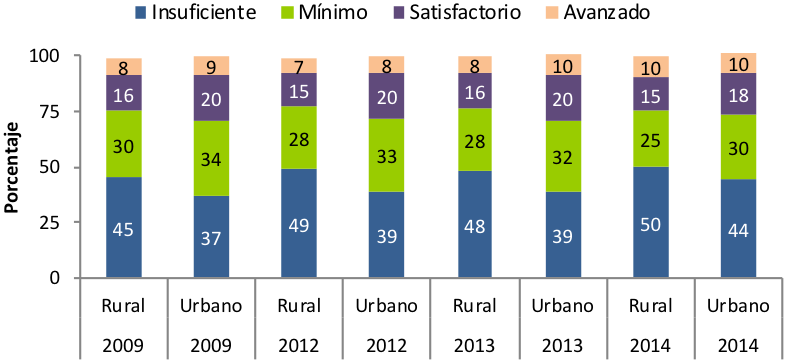 Insuficiente Mínimo Satisfactorio Avanzado
Porcentaje
100
75
50
25
0
8 9 7 8 8 10 10 10
16 20 15 20 16 20 15 18
30 34 28 33 28 32 25 30
45 37 49 39 48 39 50 44
Rural Urbano Rural Urbano Rural Urbano Rural Urbano
2009 2009 2012 2012 2013 2013 2014 2014